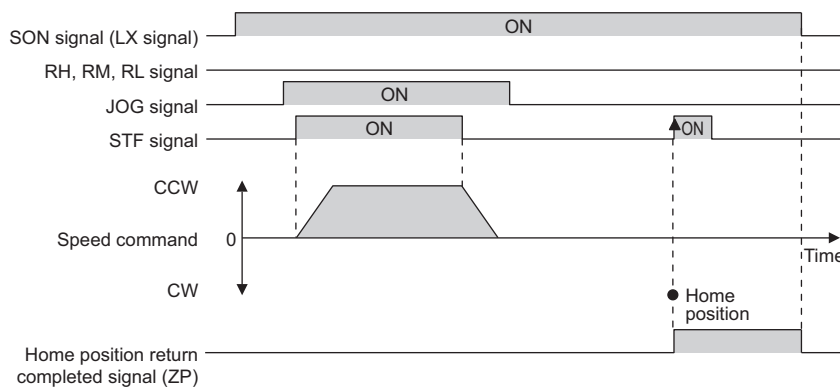 SON signal (LX signal)
ON
RH, RM, RL signal
JOG signal
ON
STF signal
ON
ON
CCW
Speed command
0
Time
CW
Home
position
Home position return
completed signal (ZP)